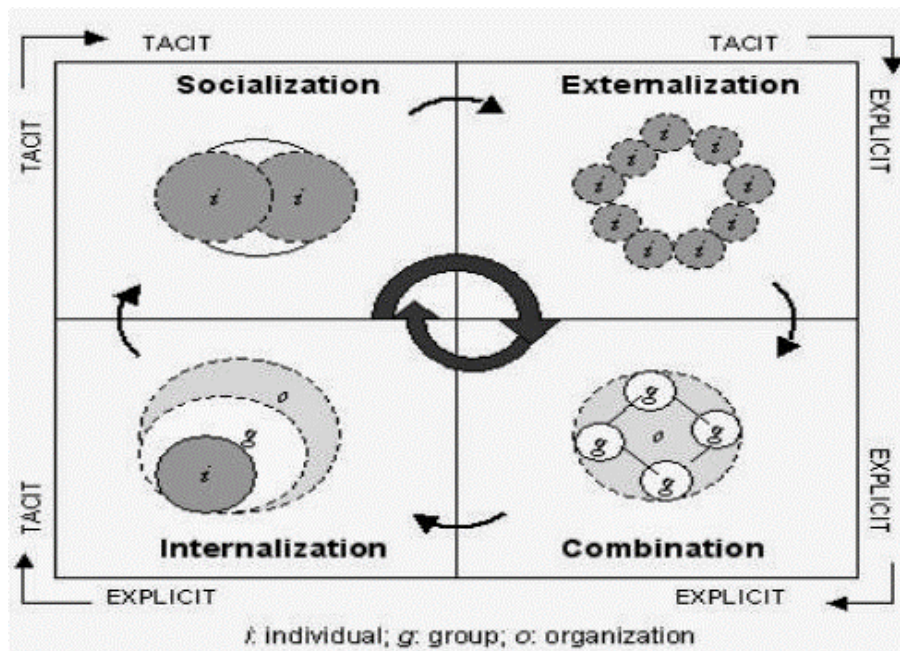 TACIT
TACIT
Socialization
Externalization
TACIT
EXPLICIT
i
i
i
i
i
i
i
i
i
i
i
o
g
i
g
g
o
g
g
TACIT
EXPLICIT
Internalization
Combination
EXPLICIT
EXPLICIT
i: individual; g: group; o: organization